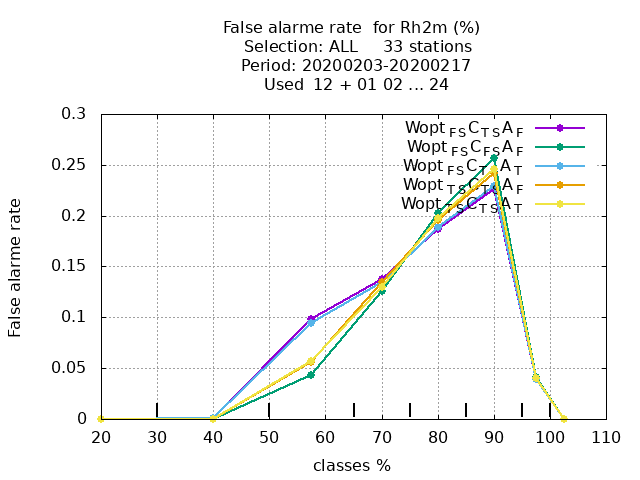 False alarme rate for Rh2m (%)
Selection: ALL 33 stations
Period: 20200203-20200217
Used 12 + 01 02 ... 24
False alarme rate
0.3
0.25
0.2
0.15
0.1
0.05
0
Wopt FS C TS A F
Wopt FS C FS A F
Wopt FS C T A T
Wopt TS C TS A F
Wopt TS A T
20 30 40 50 60 70 80 90 100 110
classes %